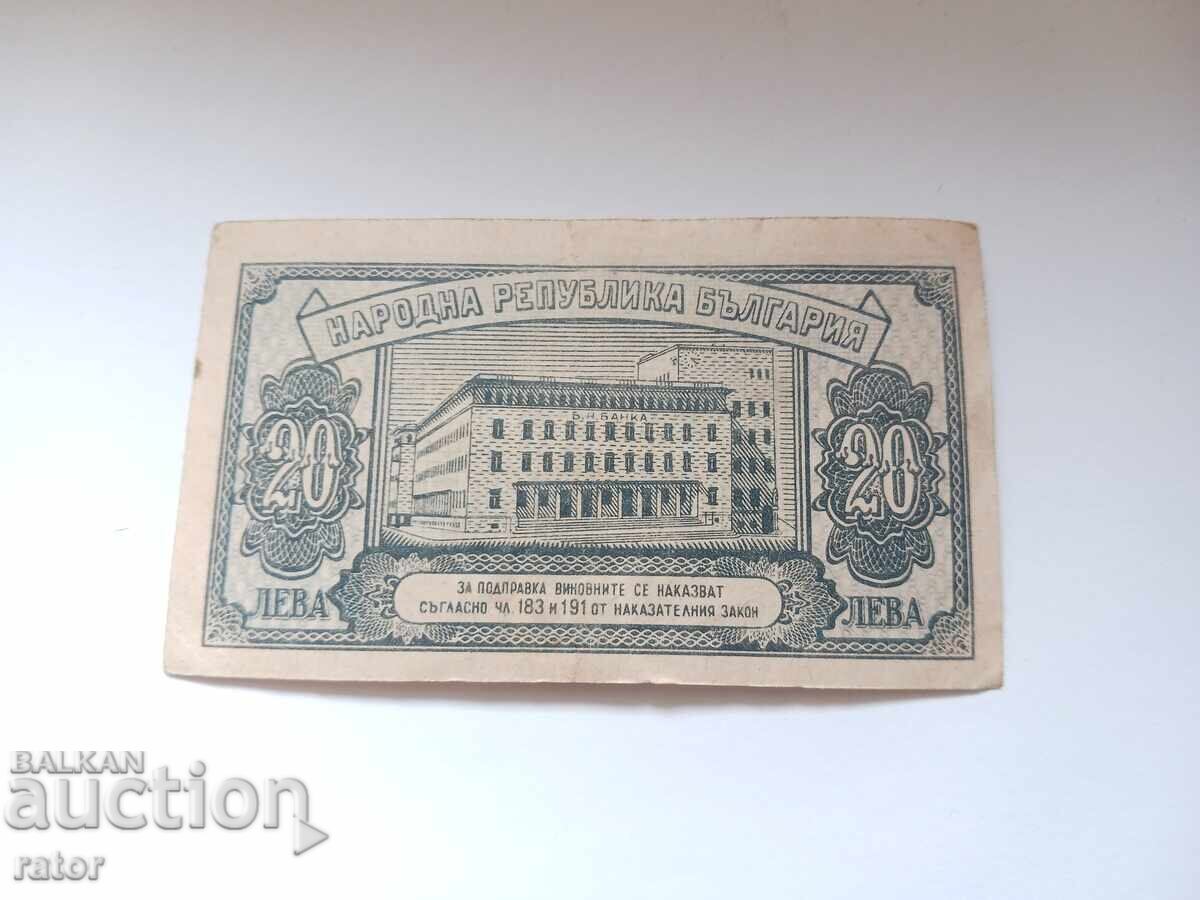 НАРОДНА РЕПУБЛИКА БЪЛГАРИЯ
Б.Н.БАНКА
20 20
ЛЕВА ЛЕВА
ЗА ПОДПРАВКА ВИНОВНИТЕ СЕ НАКАЗВАТ
СЪГЛАСНО ЧЛ. 183 И 191 ОТ НАКАЗАТЕЛНИЯ ЗАКОН
BALKAN
auction
rator